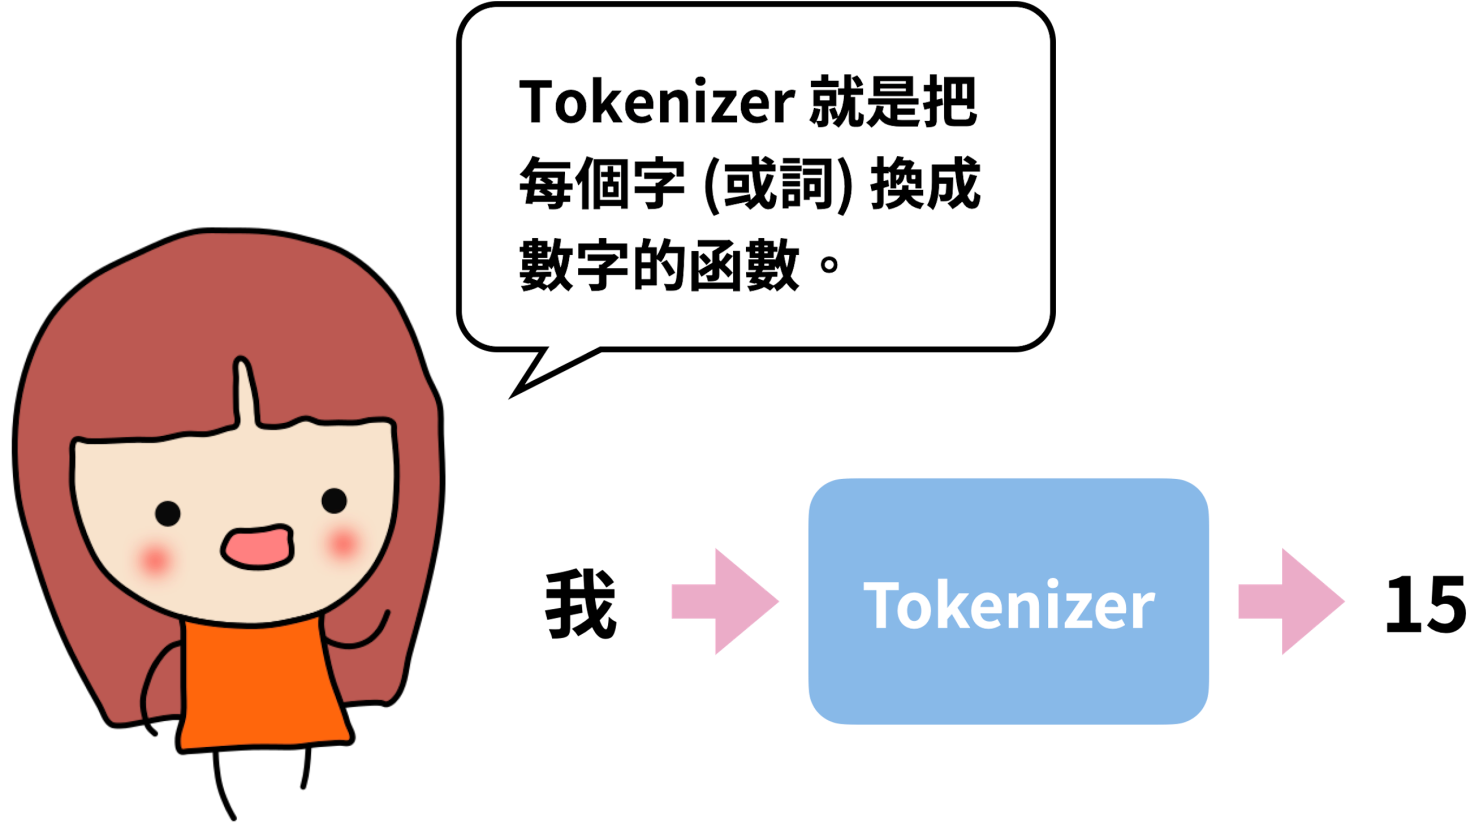 Tokenizer 就是把
每個字 (或詞) 換成
數字的函數。
我
Tokenizer
15